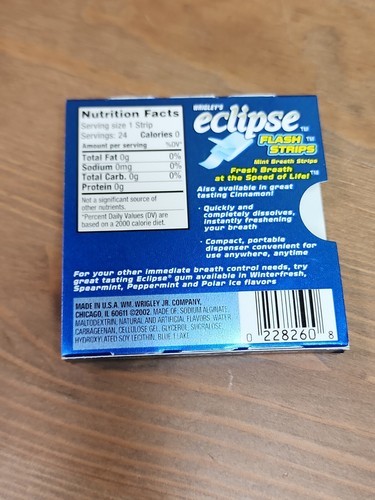 Nutrition Facts
Serving size 1 Strip
Servings: 24 Calories 0
Amount per serving %DV*
Total Fat 0g 0%
Sodium 0mg 0%
Total Carb. 0g 0%
Protein 0g
Not a significant source of
other nutrients.
*Percent Daily Values (DV) are
based on a 2000 calorie diet.
WRIGLEY'S
eclipse TM
FLASH TM
STRIPS
Mint Breath Strips
Fresh Breath
at the Speed of Life! TM
Also available in great
tasting Cinnamon!
· Quickly and
completely dissolves,
instantly freshening
your breath
· Compact, portable
dispenser convenient for
use anywhere, anytime
For your other immediate breath control needs, try
great tasting Eclipse® gum available in Winterfresh,
Spearmint, Peppermint and Polar Ice flavors
MADE IN U.S.A. WM. WRIGLEY JR. COMPANY,
CHICAGO, IL 60611 ©2002. MADE OF: SODIUM ALGINATE,
MALTODEXTRIN, NATURAL AND ARTIFICIAL FLAVORS, WATER,
CARRAGEENAN, CELLULOSE GEL, GLYCEROL, SUCRALOSE,
HYDROXYLATED SOY LECITHIN, BLUE 1 LAKE.
0 228260 8